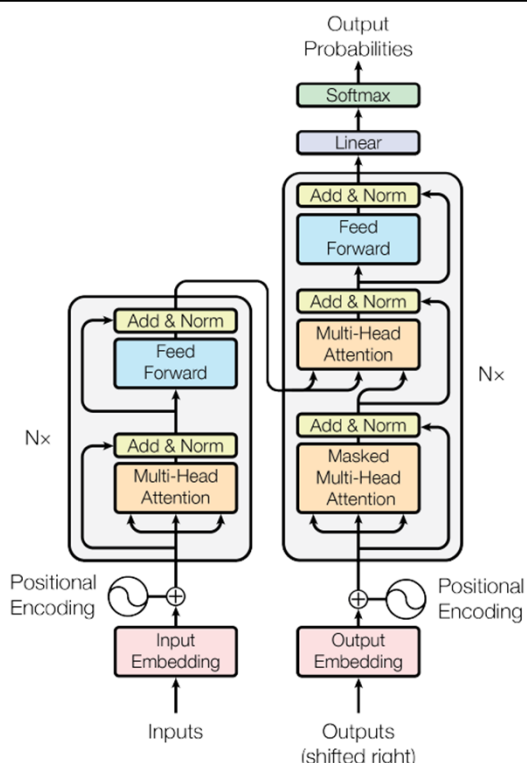 Output
Probabilities
Softmax
Linear
Add & Norm
Feed
Forward
Add & Norm
Multi-Head
Attention
Add & Norm
Masked
Multi-Head
Attention
Nx
Add & Norm
Feed
Forward
Add & Norm
Multi-Head
Attention
Nx
Positional
Encoding
Positional
Encoding
Input
Embedding
Output
Embedding
Inputs
Outputs
(shifted right)